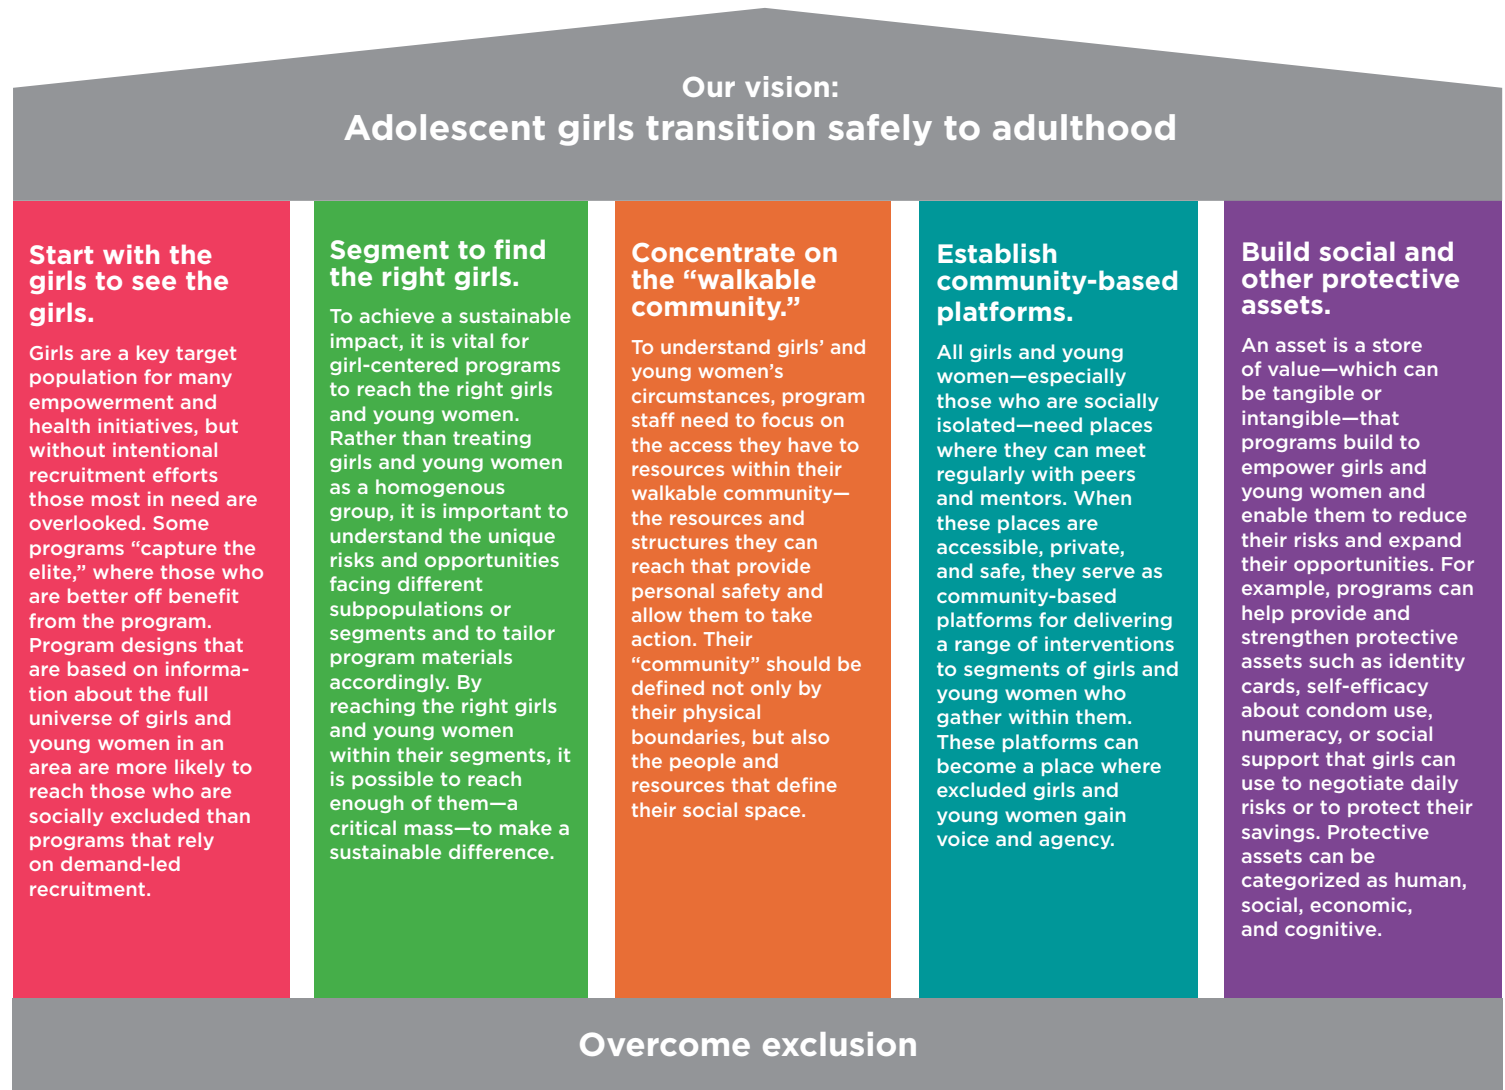 Our vision:
Adolescent girls transition safely to adulthood
Start with the
girls to see the
girls.
Girls are a key target
population for many
empowerment and
health initiatives, but
without intentional
recruitment efforts
those most in need are
overlooked. Some
programs “capture the
elite,” where those who
are better off benefit
from the program.
Program designs that
are based on informa-
tion about the full
universe of girls and
young women in an
area are more likely to
reach those who are
socially excluded than
programs that rely
on demand-led
recruitment.
Segment to find
the right girls.
To achieve a sustainable
impact, it is vital for
girl-centered programs
to reach the right girls
and young women.
Rather than treating
girls and young women
as a homogenous
group, it is important to
understand the unique
risks and opportunities
facing different
subpopulations or
segments and to tailor
program materials
accordingly. By
reaching the right girls
and young women
within their segments, it
is possible to reach
enough of them—a
critical mass—to make a
sustainable difference.
Concentrate on
the “walkable
community.”
To understand girls’ and
young women’s
circumstances, program
staff need to focus on
the access they have to
resources within their
walkable community—
the resources and
structures they can
reach that provide
personal safety and
allow them to take
action. Their
“community” should be
defined not only by
their physical
boundaries, but also
the people and
resources that define
their social space.
Establish
community-based
platforms.
All girls and young
women—especially
those who are socially
isolated—need places
where they can meet
regularly with peers
and mentors. When
these places are
accessible, private,
and safe, they serve as
community-based
platforms for delivering
a range of interventions
to segments of girls and
young women who
gather within them.
These platforms can
become a place where
excluded girls and
young women gain
voice and agency.
Build social and
other protective
assets.
An asset is a store
of value—which can
be tangible or
intangible—that
programs build to
empower girls and
young women and
enable them to reduce
their risks and expand
their opportunities. For
example, programs can
help provide and
strengthen protective
assets such as identity
cards, self-efficacy
about condom use,
numeracy, or social
support that girls can
use to negotiate daily
risks or to protect their
savings. Protective
assets can be
categorized as human,
social, economic,
and cognitive.
Overcome exclusion